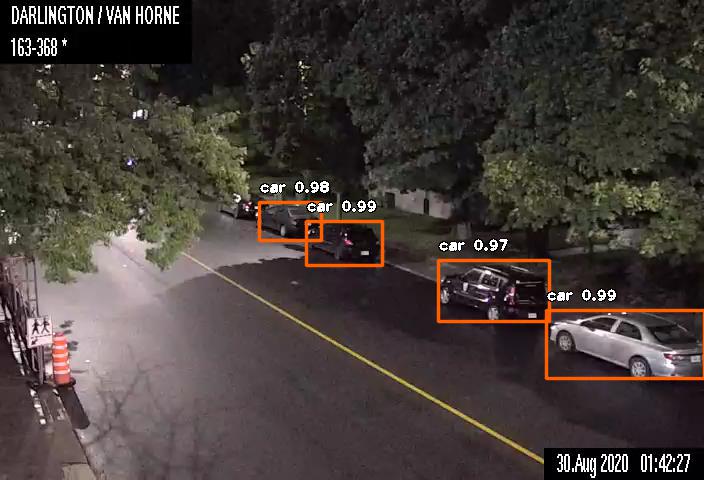 DARLINGTON / VAN HORNE
163-368 *
car 0.98
car 0.99
car 0.97
car 0.99
30.Aug 2020 01:42:27